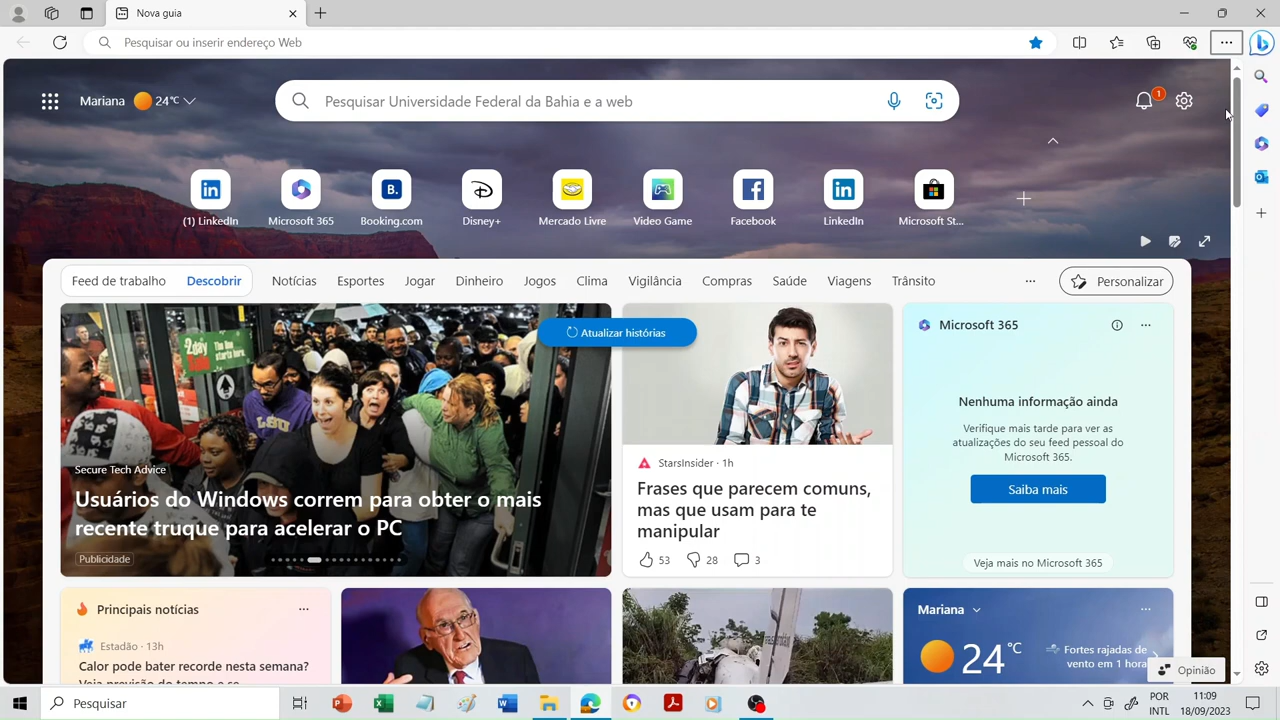 Nova guia
Pesquisar ou inserir endereço Web
Mariana 24°C
Pesquisar Universidade Federal da Bahia e a web
1
(1) LinkedIn
Microsoft 365
B.
Booking.com
Disney+
Mercado Livre
Video Game
Facebook
LinkedIn
Microsoft St...
Feed de trabalho
Descobrir
Notícias
Esportes
Jogar
Dinheiro
Jogos
Clima
Vigilância
Compras
Saúde
Viagens
Trânsito
Personalizar
Atualizar histórias
2day
Secure Tech Advice
Usuários do Windows correm para obter o mais
recente truque para acelerar o PC
Publicidade
StarsInsider · 1h
Frases que parecem comuns,
mas que usam para te
manipular
53
28
3
Microsoft 365
Nenhuma informação ainda
Verifique mais tarde para ver as
atualizações do seu feed pessoal do
Microsoft 365.
Saiba mais
Veja mais no Microsoft 365
Principais notícias
Estadão · 13h
Calor pode bater recorde nesta semana?
Veja previsão do tempo e se
Mariana
24 °C
Fortes rajadas de
vento em 1 hora
Opinião
Pesquisar
POR
INTL
11:09
18/09/2023